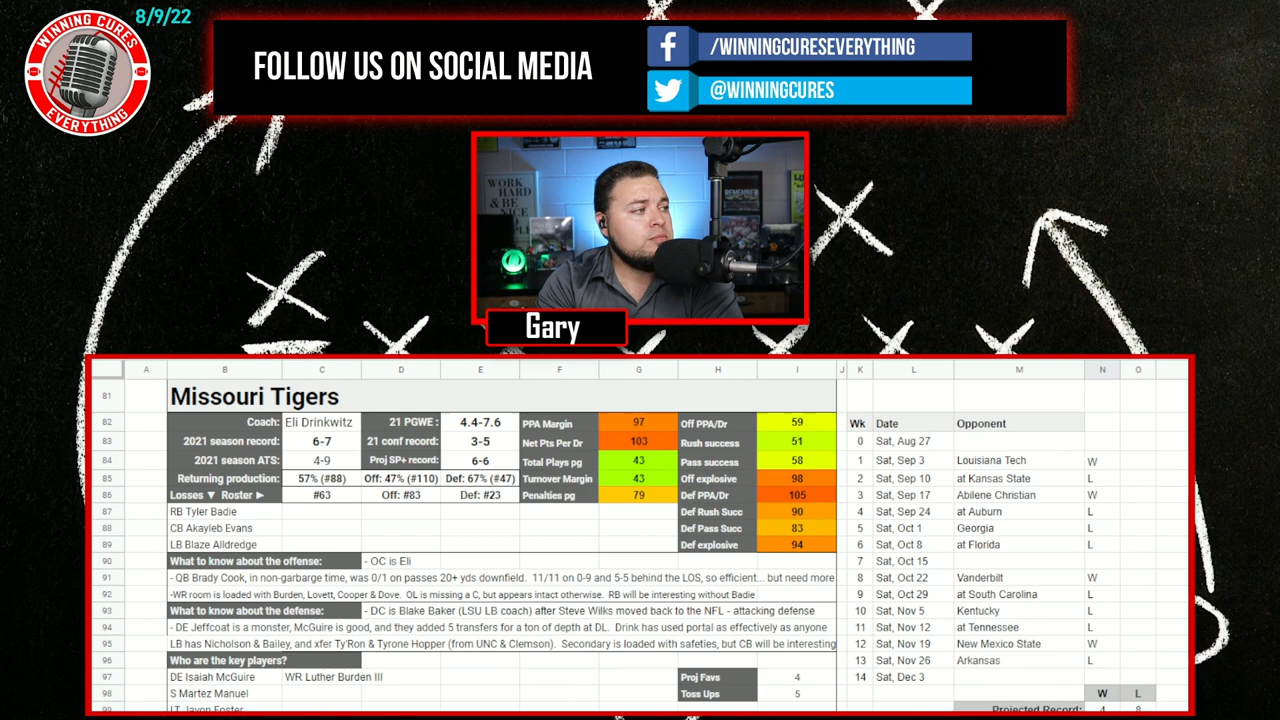 8/9/22
WINNING CURES
EVERYTHING
FOLLOW US ON SOCIAL MEDIA
/WINNINGCURESEVERYTHING
@WINNINGCURES
WORK
HARD
& BE
NICE
REMEMBER
Gary
A B C D E F G H I J K L M N O
81 Missouri Tigers
82 Coach: Eli Drinkwitz 21 PGWE : 4.4-7.6 PPA Margin 97 Off PPA/Dr 59 Wk Date Opponent
83 2021 season record: 6-7 21 conf record: 3-5 Net Pts Per Dr 103 Rush success 51 0 Sat, Aug 27
84 2021 season ATS: 4-9 Proj SP+ record: 6-6 Total Plays pg 43 Pass success 58 1 Sat, Sep 3 Louisiana Tech W
85 Returning production: 57% (#88) Off: 47% (#110) Def: 67% (#47) Turnover Margin 43 Off explosive 98 2 Sat, Sep 10 at Kansas State L
86 Losses ▼ Roster ► #63 Off: #83 Def: #23 Penalties pg 79 Def PPA/Dr 105 3 Sat, Sep 17 Abilene Christian W
87 RB Tyler Badie Def Rush Succ 90 4 Sat, Sep 24 at Auburn L
88 CB Akayleb Evans Def Pass Succ 83 5 Sat, Oct 1 Georgia L
89 LB Blaze Alldredge Def explosive 94 6 Sat, Oct 8 at Florida L
90 What to know about the offense: - OC is Eli 7 Sat, Oct 15
91 - QB Brady Cook, in non-garbarge time, was 0/1 on passes 20+ yds downfield. 11/11 on 0-9 and 5-5 behind the LOS, so efficient... but need more 8 Sat, Oct 22 Vanderbilt W
92 -WR room is loaded with Burden, Lovett, Cooper & Dove. OL is missing a C, but appears intact otherwise. RB will be interesting without Badie 9 Sat, Oct 29 at South Carolina L
93 What to know about the defense: - DC is Blake Baker (LSU LB coach) after Steve Wilks moved back to the NFL - attacking defense 10 Sat, Nov 5 Kentucky L
94 - DE Jeffcoat is a monster, McGuire is good, and they added 5 transfers for a ton of depth at DL. Drink has used portal as effectively as anyone 11 Sat, Nov 12 at Tennessee L
95 LB has Nicholson & Bailey, and xfer Ty'Ron & Tyrone Hopper (from UNC & Clemson). Secondary is loaded with safeties, but CB will be interesting 12 Sat, Nov 19 New Mexico State W
96 Who are the key players? 13 Sat, Nov 26 Arkansas L
97 DE Isaiah McGuire WR Luther Burden III Proj Favs 4 14 Sat, Dec 3
98 S Martez Manuel Toss Ups 5 W L
99 LT Javon Foster Projected Record: 4 8